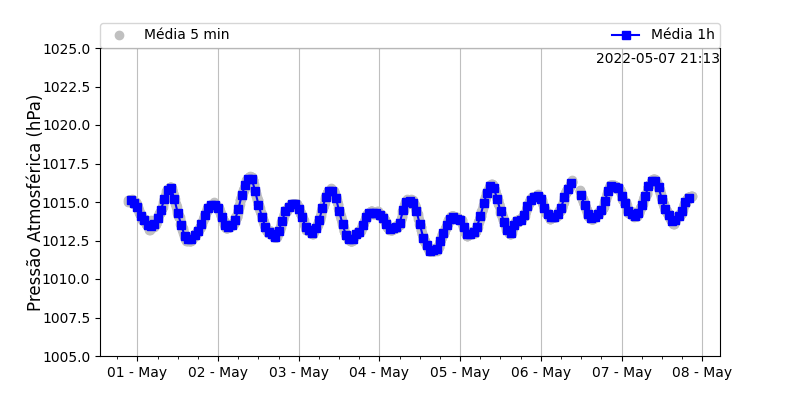 Média 5 min
Média 1h
2022-05-07 21:13
Pressão Atmosférica (hPa)
1025.0
1022.5
1020.0
1017.5
1015.0
1012.5
1010.0
1007.5
1005.0
01 - May
02 - May
03 - May
04 - May
05 - May
06 - May
07 - May
08 - May